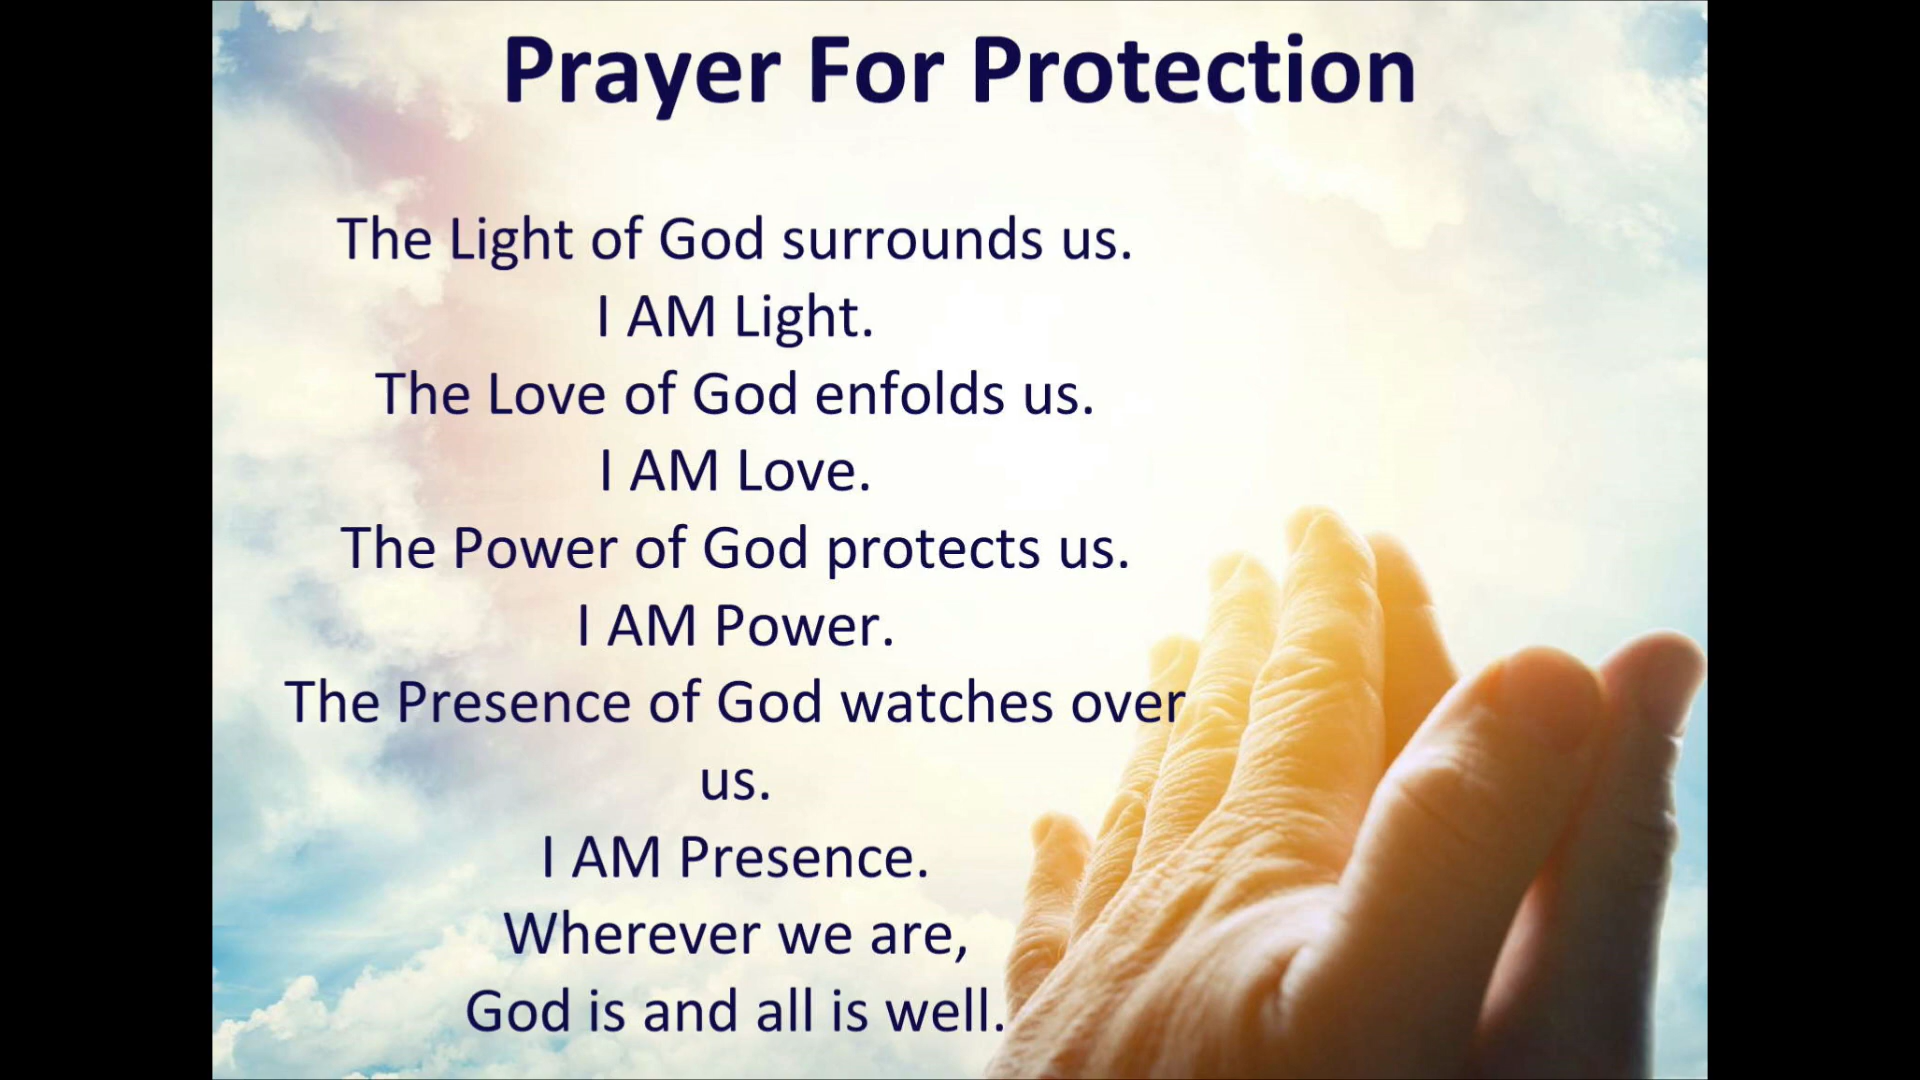 Prayer For Protection
The Light of God surrounds us.
I AM Light.
The Love of God enfolds us.
I AM Love.
The Power of God protects us.
I AM Power.
The Presence of God watches over
us.
I AM Presence.
Wherever we are,
God is and all is well.